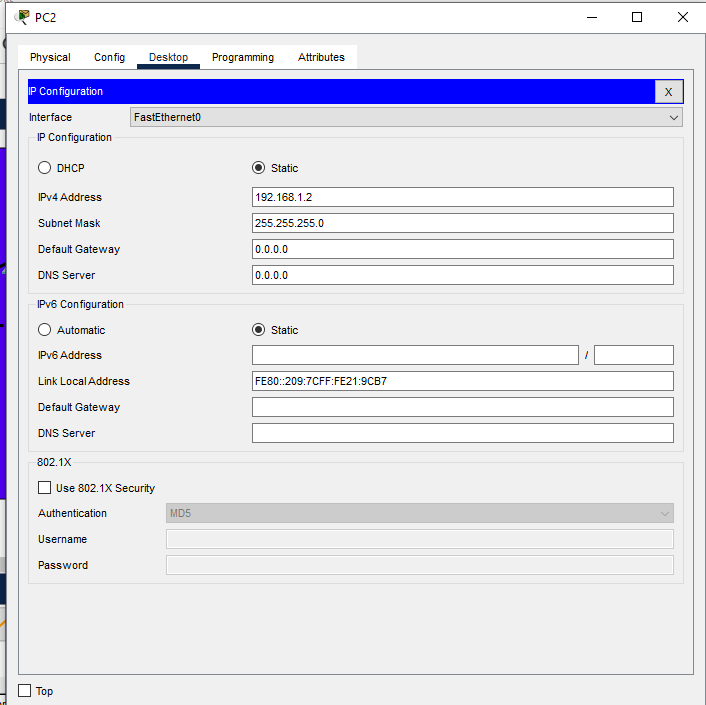 PC2
Physical Config Desktop Programming Attributes
IP Configuration X
Interface FastEthernet0
IP Configuration
DHCP Static
IPv4 Address 192.168.1.2
Subnet Mask 255.255.255.0
Default Gateway 0.0.0.0
DNS Server 0.0.0.0
IPv6 Configuration
Automatic Static
IPv6 Address /
Link Local Address FE80::209:7CFF:FE21:9CB7
Default Gateway
DNS Server
802.1X
Use 802.1X Security
Authentication MD5
Username
Password
Top